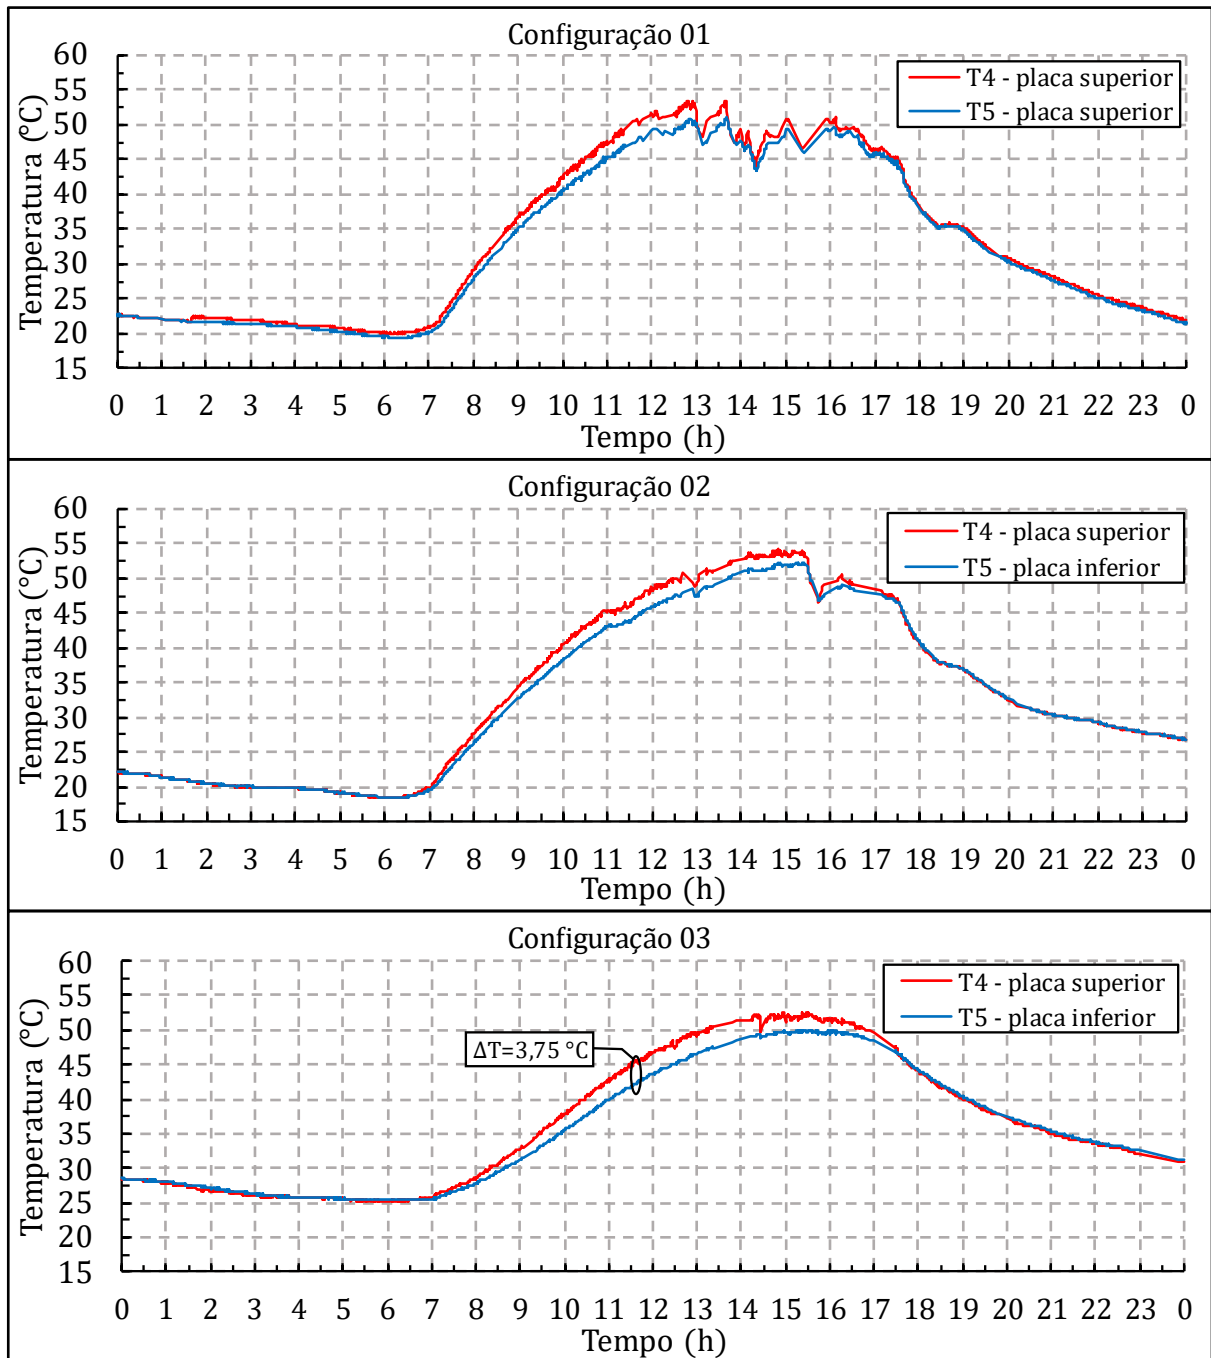 Configuração 01
T4 - placa superior
T5 - placa superior
Temperatura (°C)
60
55
50
45
40
35
30
25
20
15
0 1 2 3 4 5 6 7 8 9 10 11 12 13 14 15 16 17 18 19 20 21 22 23 0
Tempo (h)
Configuração 02
T4 - placa superior
T5 - placa inferior
Temperatura (°C)
60
55
50
45
40
35
30
25
20
15
0 1 2 3 4 5 6 7 8 9 10 11 12 13 14 15 16 17 18 19 20 21 22 23 0
Tempo (h)
Configuração 03
T4 - placa superior
T5 - placa inferior
ΔT=3,75 °C
Temperatura (°C)
60
55
50
45
40
35
30
25
20
15
0 1 2 3 4 5 6 7 8 9 10 11 12 13 14 15 16 17 18 19 20 21 22 23 0
Tempo (h)